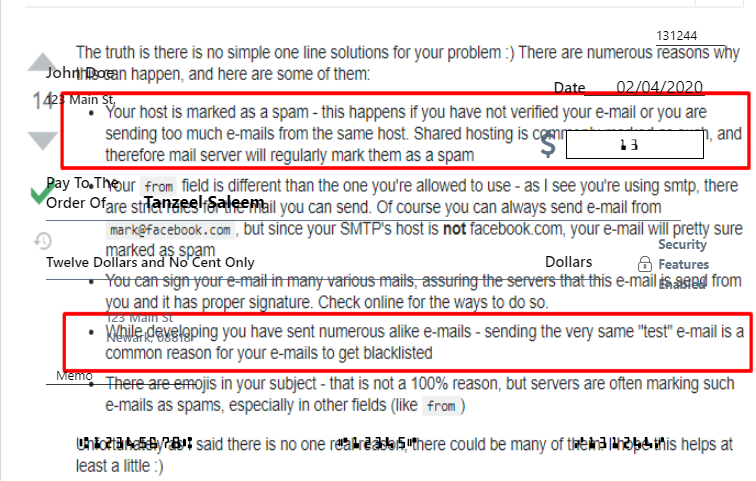 131244
The truth is there is no simple one line solutions for your problem :) There are numerous reasons why
John Doe
this can happen, and here are some of them:
Date 02/04/2020
14
123 Main St,
Your host is marked as a spam - this happens if you have not verified your e-mail or you are
sending too much e-mails from the same host. Shared hosting is commonly marked as such, and
$
therefore mail server will regularly mark them as a spam
Pay To The
Your from field is different than the one you're allowed to use - as I see you're using smtp, there
Order Of Tanzeel Saleem
are strict rules for the mail you can send. Of course you can always send e-mail from
mark@facebook.com , but since your SMTP's host is not facebook.com, your e-mail will pretty sure
marked as spam
Security
Features
Enabled
Twelve Dollars and No Cent Only Dollars
You can sign your e-mail in many various mails, assuring the servers that this e-mail is send from
you and it has proper signature. Check online for the ways to do so.
123 Main St
While developing you have sent numerous alike e-mails - sending the very same "test" e-mail is a
Newark,
common reason for your e-mails to get blacklisted
Memo
There are emojis in your subject - that is not a 100% reason, but servers are often marking such
e-mails as spams, especially in other fields (like from )
Unfortunately as I said there is no one real reason, there could be many of them. I hope this helps at
least a little :)